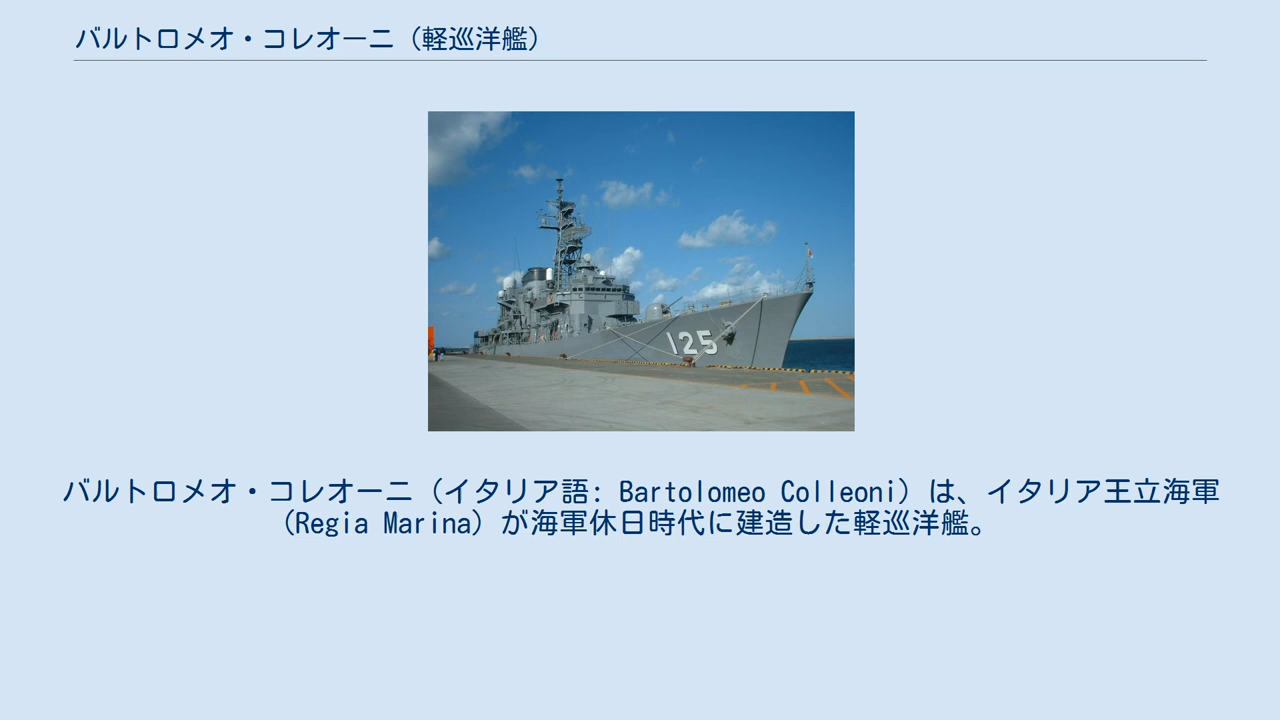 バルトロメオ・コレオーニ（軽巡洋艦）
125
バルトロメオ・コレオーニ（イタリア語: Bartolomeo Colleoni）は、イタリア王立海軍
（Regia Marina）が海軍休日時代に建造した軽巡洋艦。